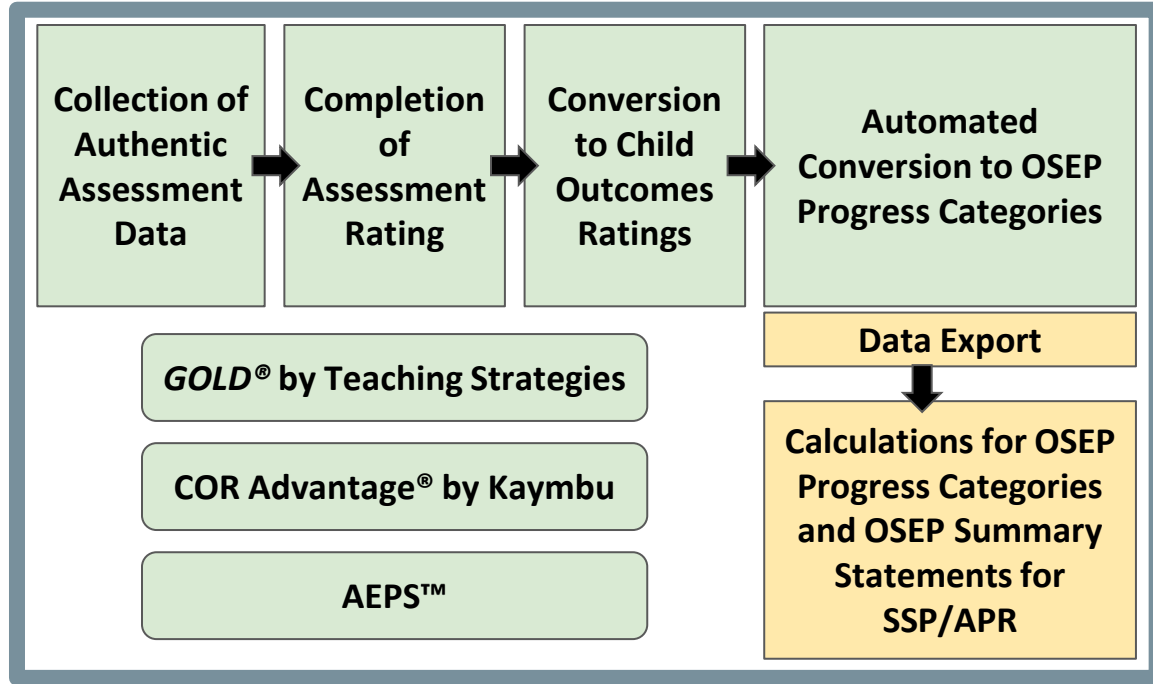 Collection of
Authentic
Assessment
Data
Completion
of
Assessment
Rating
Conversion
to Child
Outcomes
Ratings
Automated
Conversion to OSEP
Progress Categories
GOLD® by Teaching Strategies
COR Advantage® by Kaymbu
AEPS™
Data Export
Calculations for OSEP
Progress Categories
and OSEP Summary
Statements for
SSP/APR